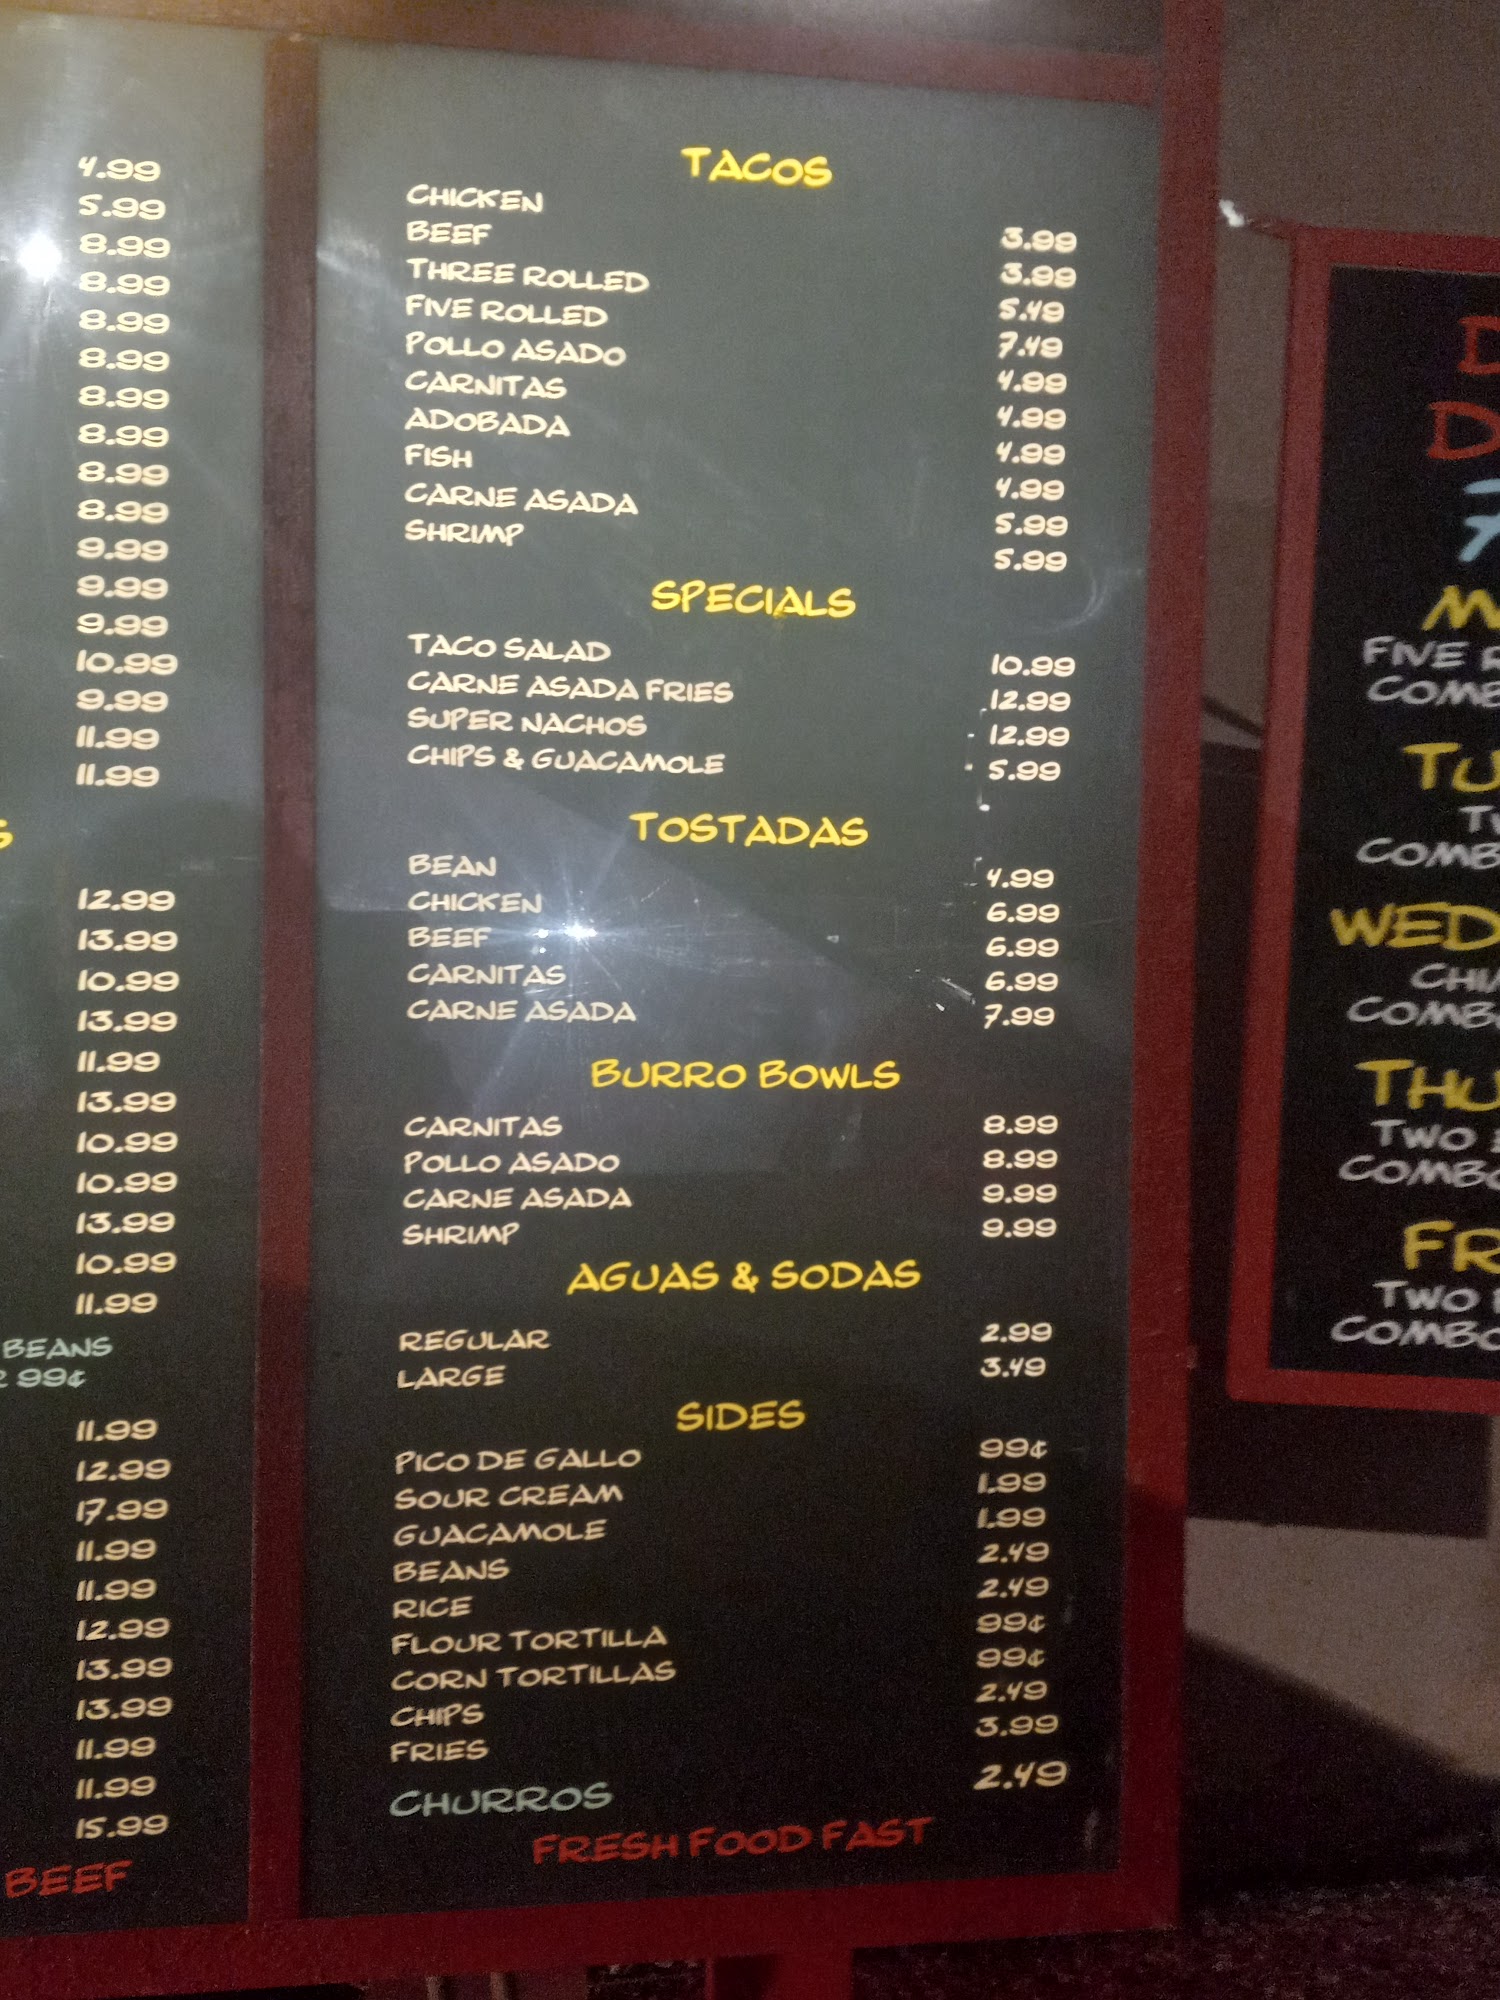 4.99
5.99
8.99
8.99
8.99
8.99
8.99
8.99
8.99
8.99
9.99
9.99
9.99
10.99
9.99
11.99
11.99
12.99
13.99
10.99
13.99
11.99
13.99
10.99
10.99
13.99
10.99
11.99
BEANS
99¢
11.99
12.99
17.99
11.99
11.99
12.99
13.99
13.99
11.99
11.99
15.99
BEEF
TACOS
CHICKEN 3.99
BEEF 3.99
THREE ROLLED 5.49
FIVE ROLLED 7.49
POLLO ASADO 4.99
CARNITAS 4.99
ADOBADA 4.99
FISH 4.99
CARNE ASADA 5.99
SHRIMP 5.99
SPECIALS
TACO SALAD 10.99
CARNE ASADA FRIES 12.99
SUPER NACHOS 12.99
CHIPS & GUACAMOLE 5.99
TOSTADAS
BEAN 4.99
CHICKEN 6.99
BEEF 6.99
CARNITAS 6.99
CARNE ASADA 7.99
BURRO BOWLS
CARNITAS 8.99
POLLO ASADO 8.99
CARNE ASADA 9.99
SHRIMP 9.99
AGUAS & SODAS
REGULAR 2.99
LARGE 3.49
SIDES
PICO DE GALLO 99¢
SOUR CREAM 1.99
GUACAMOLE 1.99
BEANS 2.49
RICE 2.49
FLOUR TORTILLA 99¢
CORN TORTILLAS 99¢
CHIPS 2.49
FRIES 3.99
CHURROS 2.49
FRESH FOOD FAST
FIVE
TWO
TWO